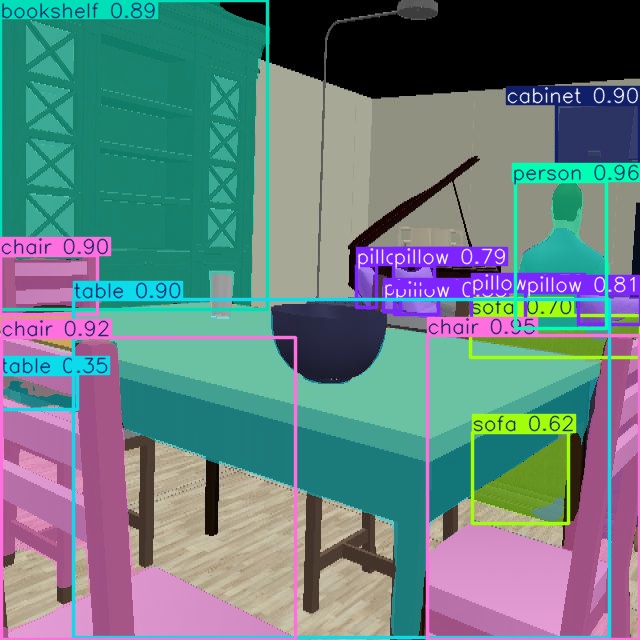 bookshelf 0.89
cabinet 0.90
person 0.96
chair 0.90
pillow 0.79
pillow 0.81
table 0.90
sofa 0.70
chair 0.92
chair 0.95
table 0.35
sofa 0.62